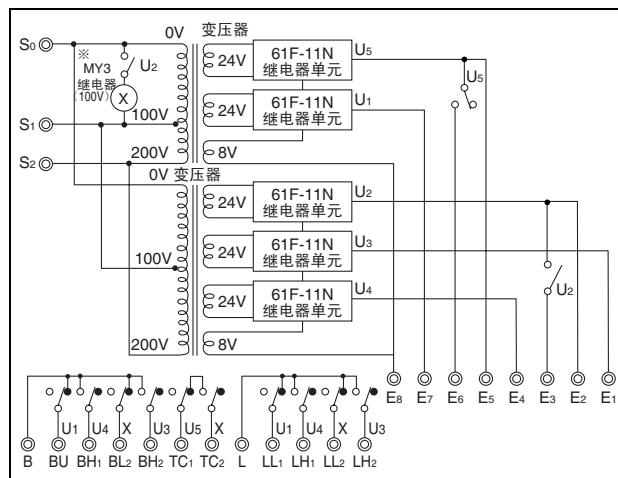 0V 变压器
S0
※
MY3
继电器
(100V)
U2
X
24V
61F-11N
继电器单元
U5
U5
S1
100V
24V
61F-11N
继电器单元
U1
S2
200V
8V
0V 变压器
24V
61F-11N
继电器单元
U2
24V
61F-11N
继电器单元
U3
100V
U2
24V
61F-11N
继电器单元
U4
200V
8V
E8 E7 E6 E5 E4 E3 E2 E1
U1 U4 X U3 U5 X U1 U4 X U3
B BU BH1 BL2 BH2 TC1 TC2 L LL1 LH1 LL2 LH2